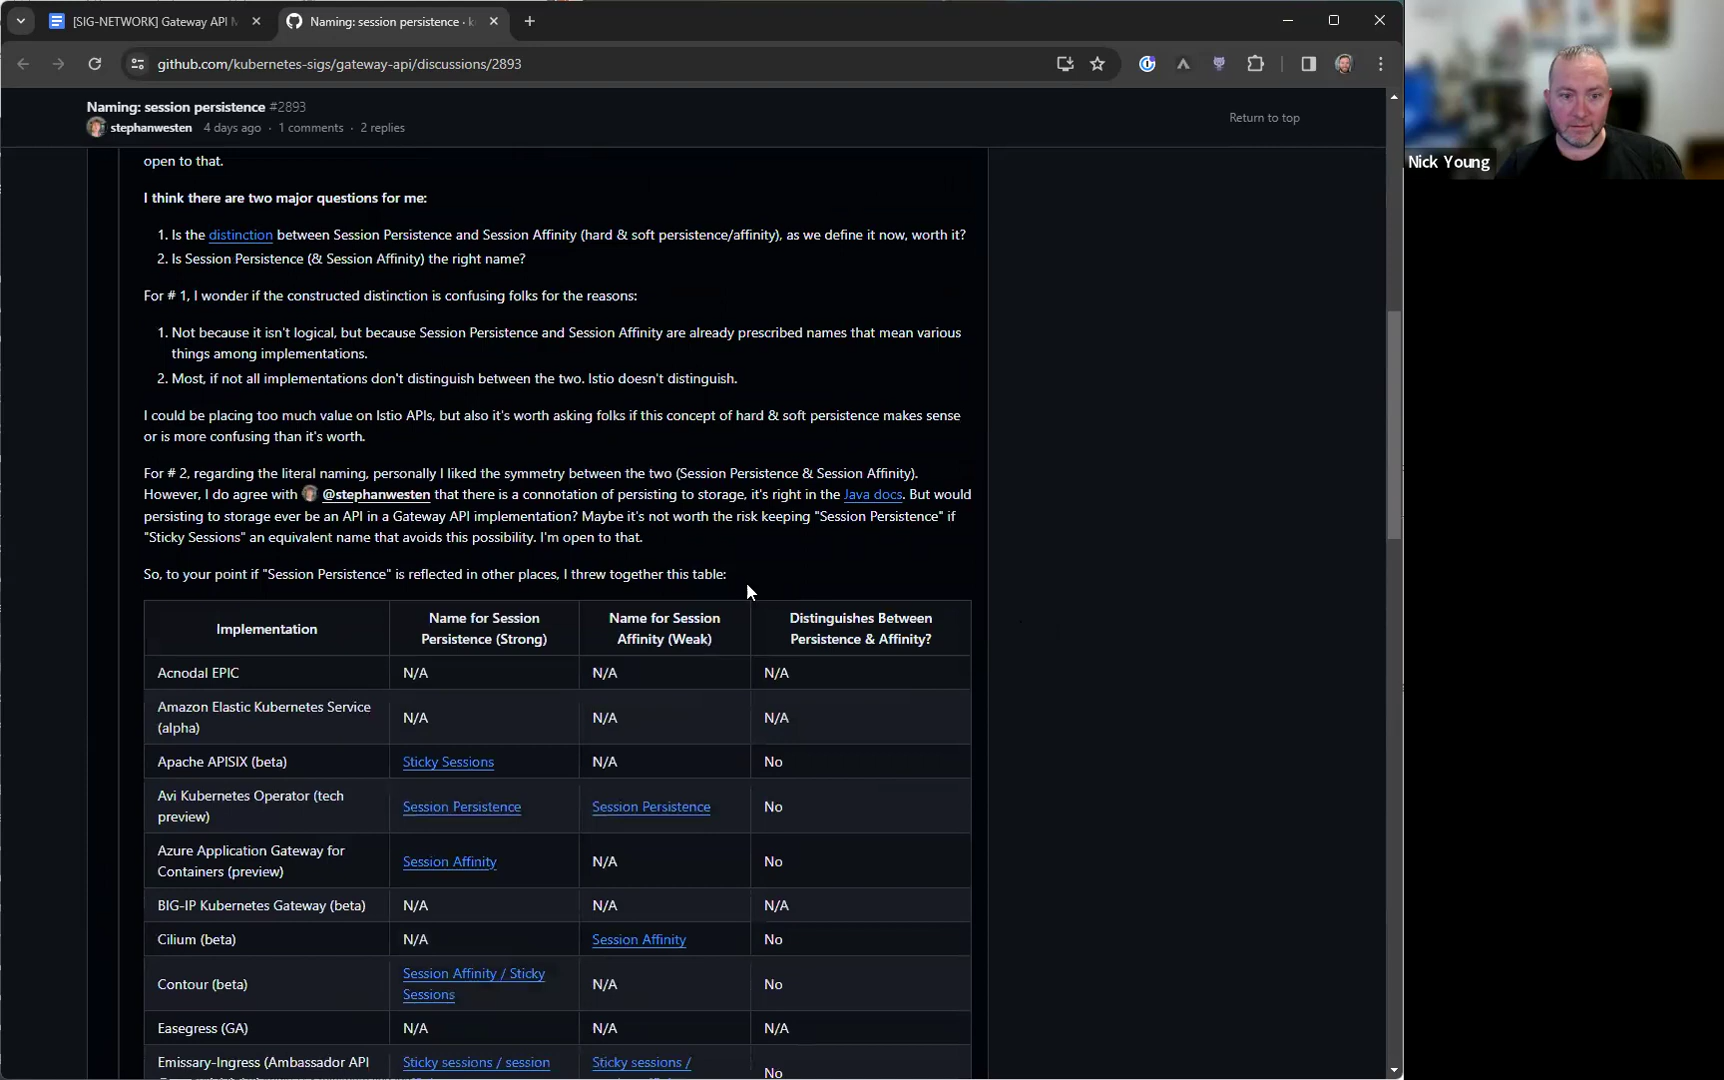 [SIG-NETWORK] Gateway API M
Naming: session persistence · k
github.com/kubernetes-sigs/gateway-api/discussions/2893
Naming: session persistence #2893
stephanwesten 4 days ago · 1 comments · 2 replies
Return to top
Nick Young
open to that.
I think there are two major questions for me:
1. Is the distinction between Session Persistence and Session Affinity (hard & soft persistence/affinity), as we define it now, worth it?
2. Is Session Persistence (& Session Affinity) the right name?
For # 1, I wonder if the constructed distinction is confusing folks for the reasons:
1. Not because it isn't logical, but because Session Persistence and Session Affinity are already prescribed names that mean various
things among implementations.
2. Most, if not all implementations don't distinguish between the two. Istio doesn't distinguish.
I could be placing too much value on Istio APIs, but also it's worth asking folks if this concept of hard & soft persistence makes sense
or is more confusing than it's worth.
For # 2, regarding the literal naming, personally I liked the symmetry between the two (Session Persistence & Session Affinity).
However, I do agree with @stephanwesten that there is a connotation of persisting to storage, it's right in the Java docs. But would
persisting to storage ever be an API in a Gateway API implementation? Maybe it's not worth the risk keeping "Session Persistence" if
"Sticky Sessions" an equivalent name that avoids this possibility. I'm open to that.
So, to your point if "Session Persistence" is reflected in other places, I threw together this table:
Implementation
Name for Session
Persistence (Strong)
Name for Session
Affinity (Weak)
Distinguishes Between
Persistence & Affinity?
Acnodal EPIC N/A N/A N/A
Amazon Elastic Kubernetes Service
(alpha)
N/A N/A N/A
Apache APISIX (beta) Sticky Sessions N/A No
Avi Kubernetes Operator (tech
preview)
Session Persistence Session Persistence No
Azure Application Gateway for
Containers (preview)
Session Affinity N/A No
BIG-IP Kubernetes Gateway (beta) N/A N/A N/A
Cilium (beta) N/A Session Affinity No
Contour (beta)
Session Affinity / Sticky
Sessions
N/A No
Easegress (GA) N/A N/A N/A
Emissary-Ingress (Ambassador API
Sticky sessions / session
Sticky sessions /
No